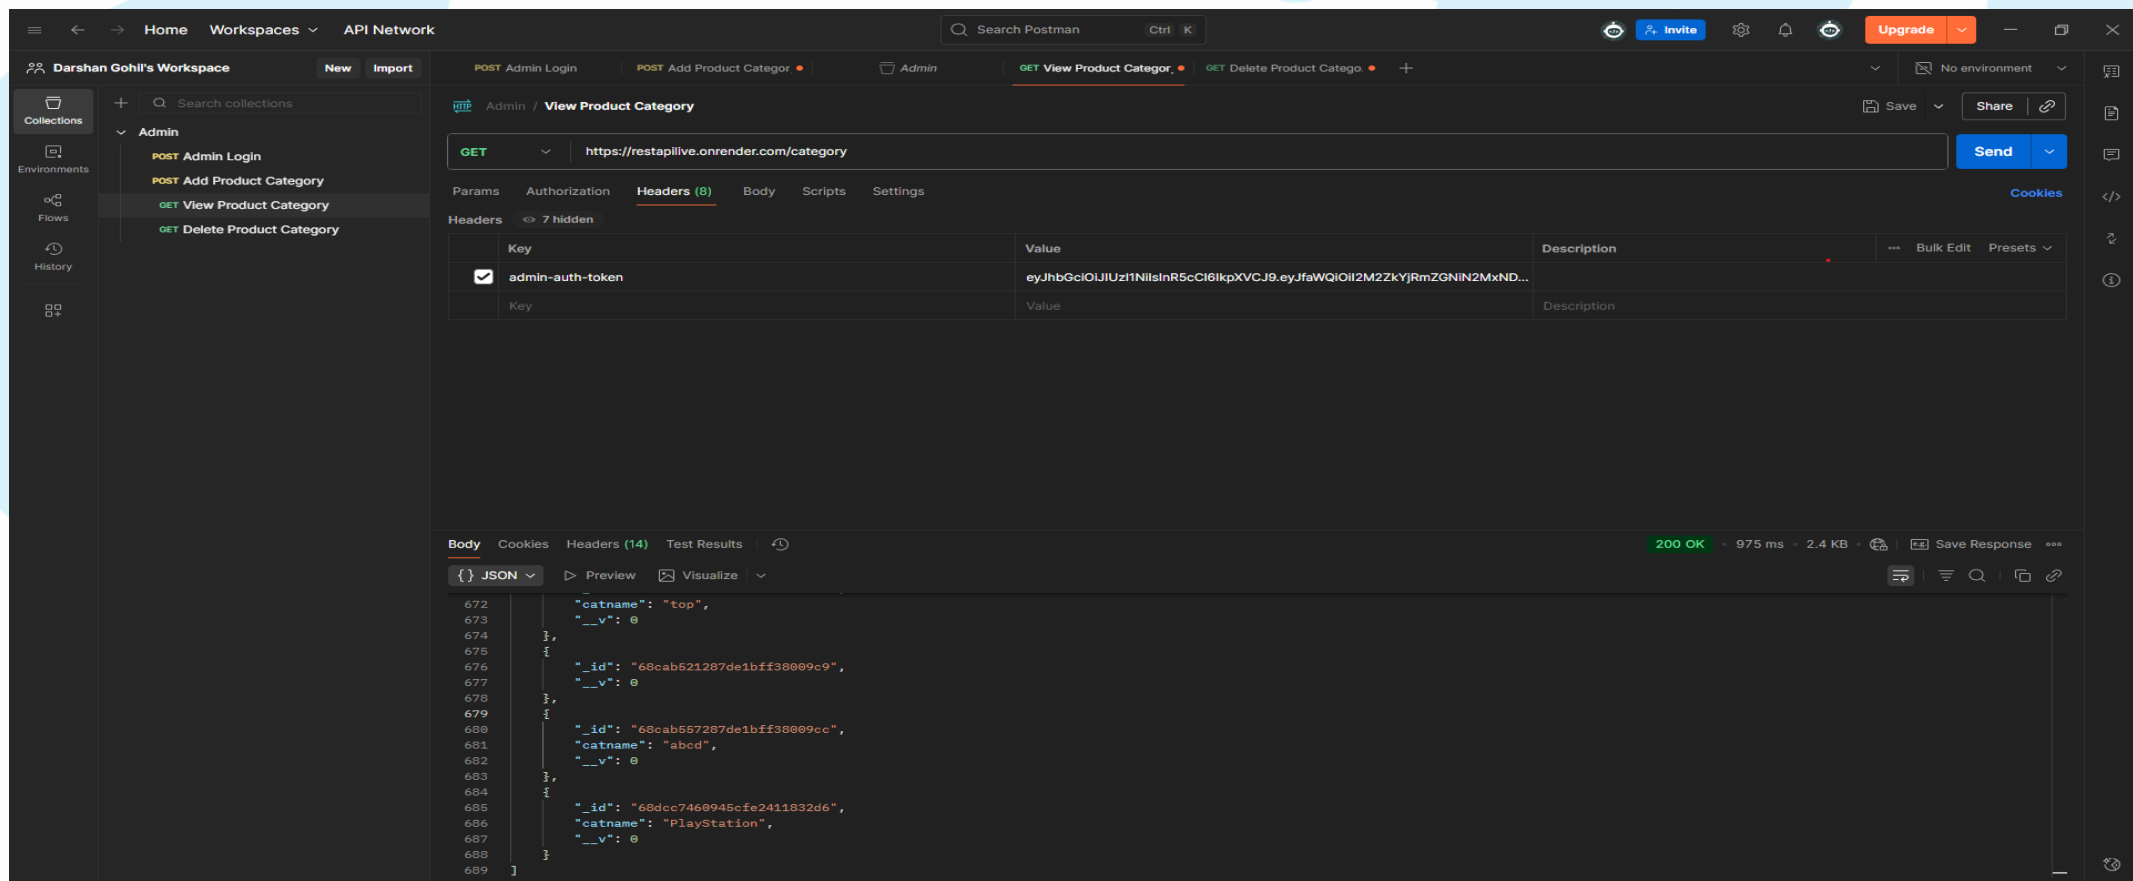 Home Workspaces API Network Search Postman Ctrl K Invite Upgrade
Darshan Gohil's Workspace New Import POST Admin Login POST Add Product Categor Admin GET View Product Categor GET Delete Product Catego No environment
Collections
Search collections
HTTP Admin / View Product Category Save Share
Admin
POST Admin Login
POST Add Product Category
GET View Product Category
GET Delete Product Category
Environments
Flows
History
GET https://restapilive.onrender.com/category Send
Params Authorization Headers (8) Body Scripts Settings Cookies
Headers 7 hidden
Key Value Description Bulk Edit Presets
admin-auth-token eyJhbGciOiJIUzI1NiIsInR5cCI6IkpXVCJ9.eyJfaWQiOiI2M2ZkYjRmZGNiN2MxND...
Key Value Description
Body Cookies Headers (14) Test Results 200 OK 975 ms 2.4 KB e.g. Save Response
{} JSON Preview Visualize
672 "catname": "top",
673 "__v": 0
674 },
675 {
676 "_id": "68cab521287de1bff38009c9",
677 "__v": 0
678 },
679 {
680 "_id": "68cab557287de1bff38009cc",
681 "catname": "abcd",
682 "__v": 0
683 },
684 {
685 "_id": "68dcc7460945cfe2411832d6",
686 "catname": "PlayStation",
687 "__v": 0
688 }
689 ]